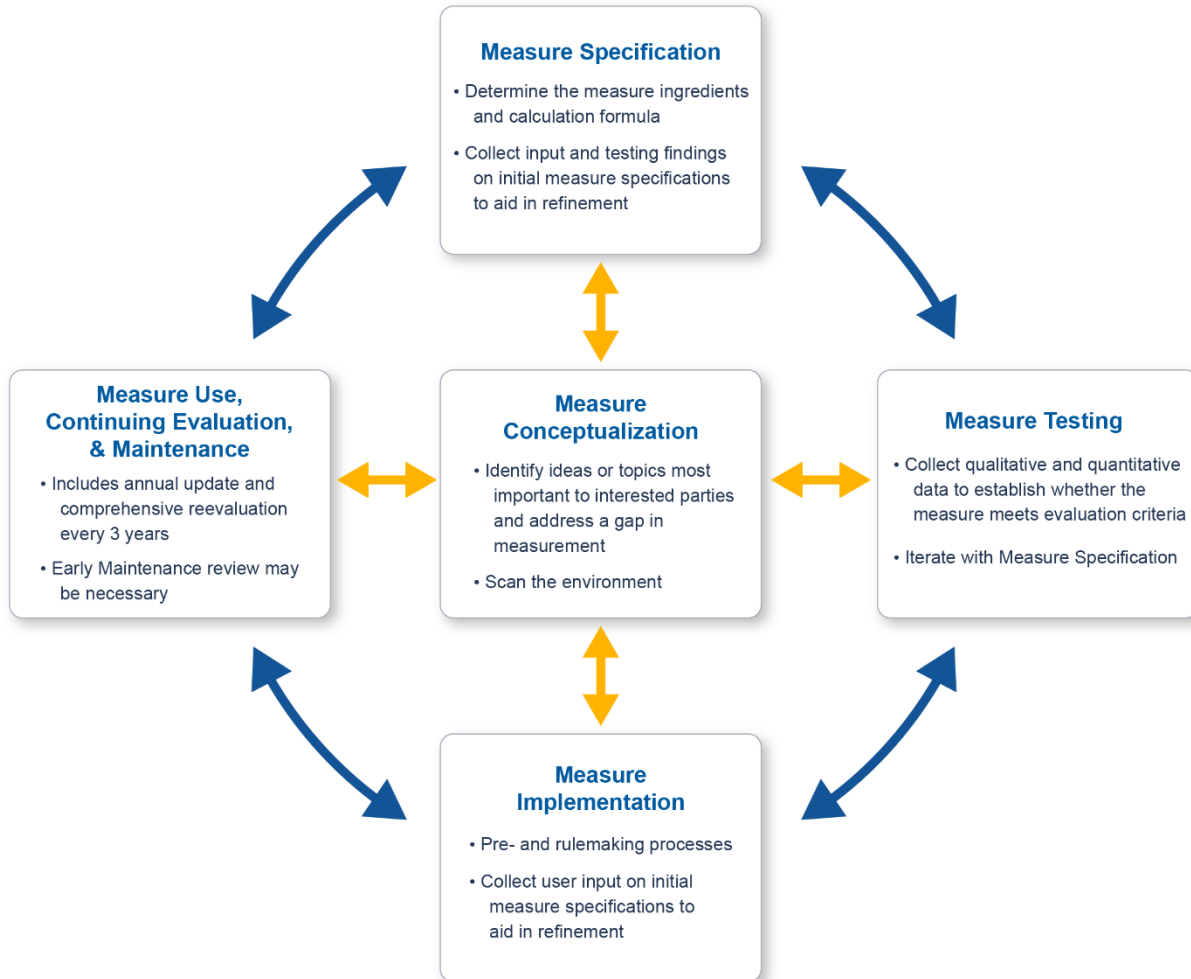 Measure Specification
• Determine the measure ingredients
and calculation formula
• Collect input and testing findings
on initial measure specifications
to aid in refinement
Measure Use,
Continuing Evaluation,
& Maintenance
• Includes annual update and
comprehensive reevaluation
every 3 years
• Early Maintenance review may
be necessary
Measure
Conceptualization
• Identify ideas or topics most
important to interested parties
and address a gap in
measurement
• Scan the environment
Measure Testing
• Collect qualitative and quantitative
data to establish whether the
measure meets evaluation criteria
• Iterate with Measure Specification
Measure
Implementation
• Pre- and rulemaking processes
• Collect user input on initial
measure specifications to
aid in refinement